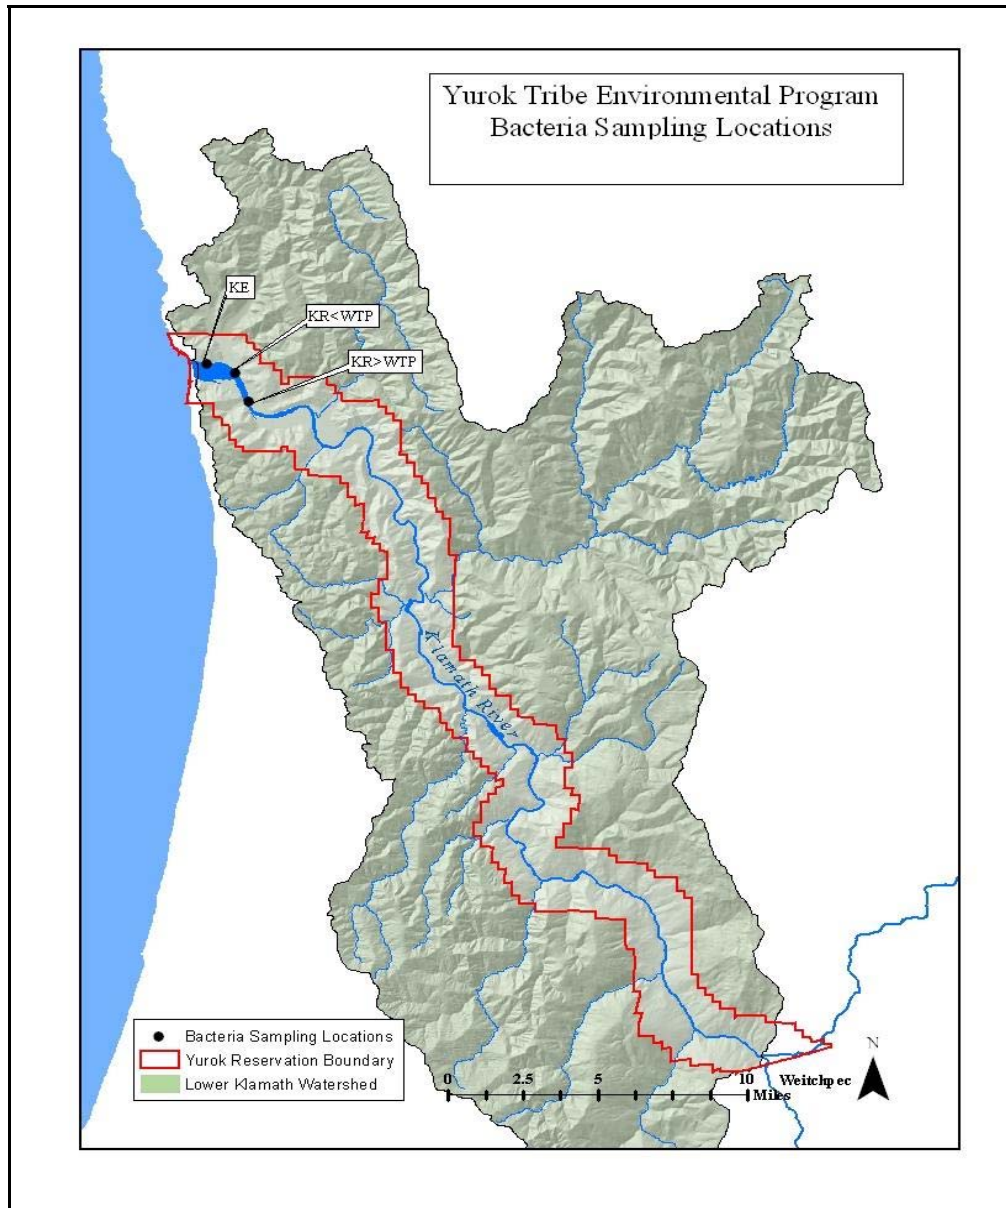 Yurok Tribe Environmental Program
Bacteria Sampling Locations
KE
KR<WTP
KR>WTP
Klamath River
Bacteria Sampling Locations
Yurok Reservation Boundary
Lower Klamath Watershed
0 2.5 5 10
Miles
Weitchpec
N